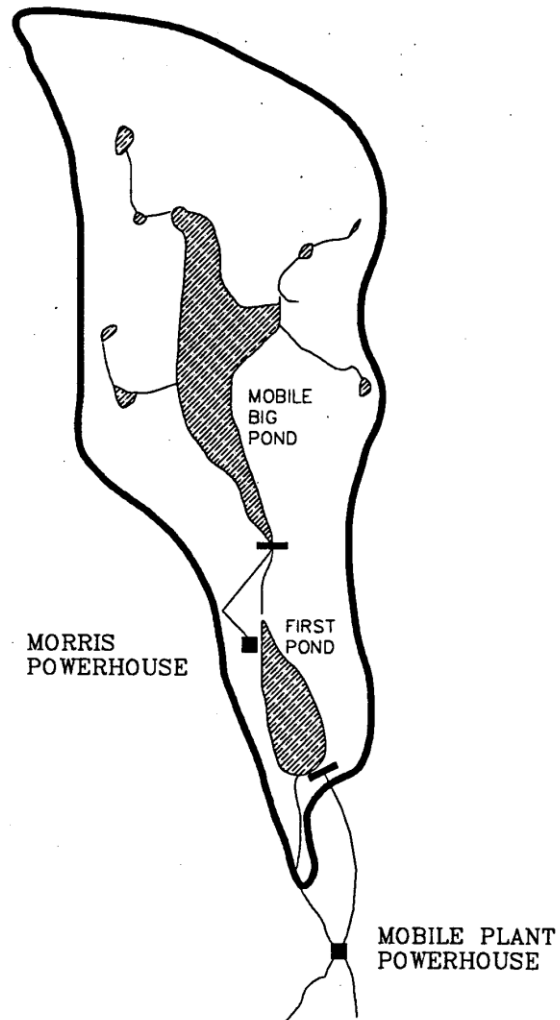 MOBILE
BIG
POND
FIRST
POND
MORRIS
POWERHOUSE
MOBILE PLANT
POWERHOUSE